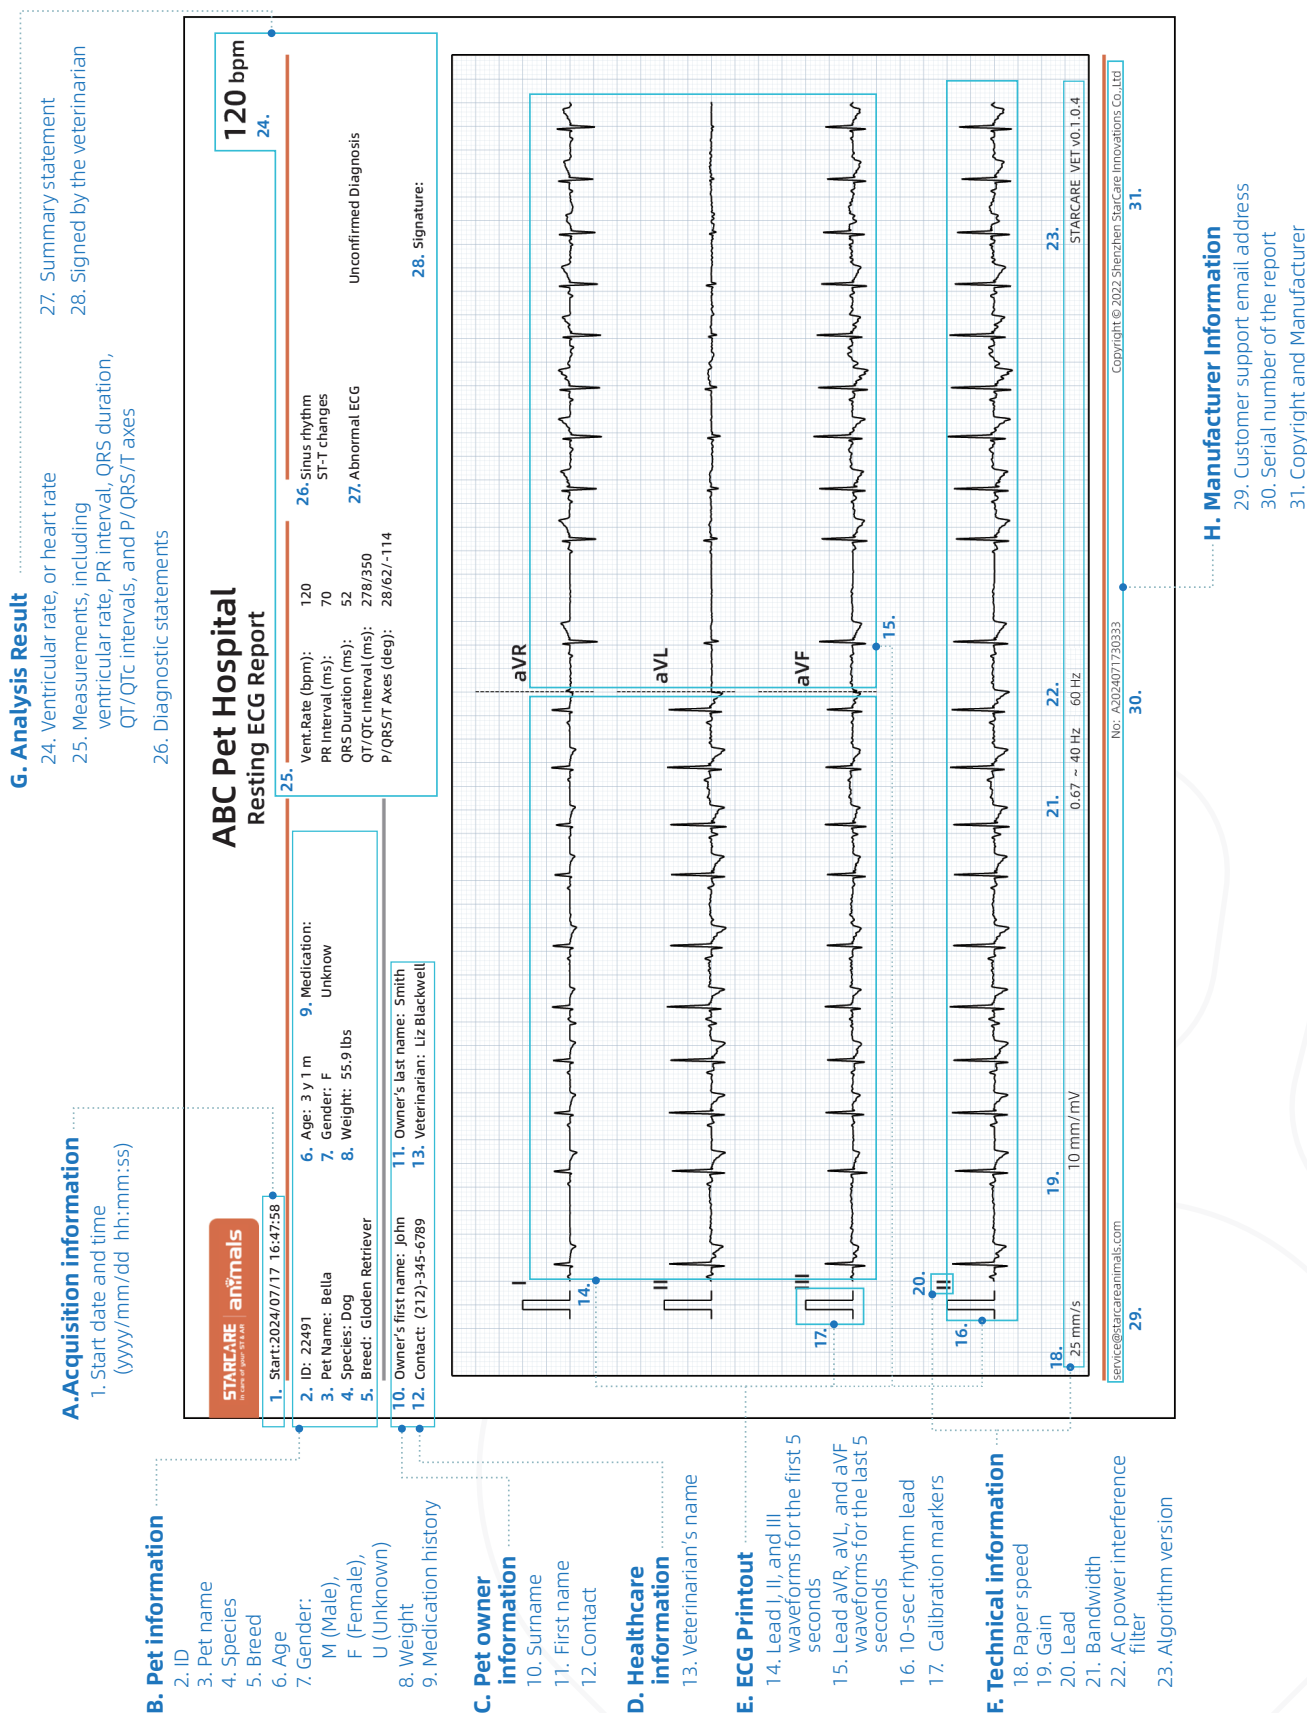 A.Acquisition information
1. Start date and time
(yyyy/mm/dd hh:mm:ss)
G. Analysis Result
24. Ventricular rate, or heart rate
25. Measurements, including
ventricular rate, PR interval, QRS duration,
QT/QTc intervals, and P/QRS/T axes
26. Diagnostic statements
27. Summary statement
28. Signed by the veterinarian
B. Pet information
2. ID
3. Pet name
4. Species
5. Breed
6. Age
7. Gender:
M (Male),
F (Female),
U (Unknown)
8. Weight
9. Medication history
C. Pet owner
information
10. Surname
11. First name
12. Contact
D. Healthcare
information
13. Veterinarian's name
E. ECG Printout
14. Lead I, II, and III
waveforms for the first 5
seconds
15. Lead aVR, aVL, and aVF
waveforms for the last 5
seconds
16. 10-sec rhythm lead
17. Calibration markers
F. Technical information
18. Paper speed
19. Gain
20. Lead
21. Bandwidth
22. AC power interference
filter
23. Algorithm version
STARCARE animals
in care of your ST & AR
ABC Pet Hospital
Resting ECG Report
120 bpm
24.
1. Start:2024/07/17 16:47:58
2. ID: 22491
3. Pet Name: Bella
4. Species: Dog
5. Breed: Gloden Retriever
6. Age: 3 y 1 m
7. Gender: F
8. Weight: 55.9 lbs
9. Medication:
Unknow
10. Owner's first name: John
11. Owner's last name: Smith
12. Contact: (212)-345-6789
13. Veterinarian: Liz Blackwell
25.
Vent.Rate (bpm): 120
PR Interval (ms): 70
QRS Duration (ms): 52
QT/QTc Interval (ms): 278/350
P/QRS/T Axes (deg): 28/62/-114
26. Sinus rhythm
ST-T changes
27. Abnormal ECG
Unconfirmed Diagnosis
28. Signature:
I
aVR
14.
II
aVL
III
aVF
17.
15.
20.
II
16.
18.
19.
21.
22.
23.
25 mm/s 10 mm/mV 0.67 ~ 40 Hz 60 Hz STARCARE VET v0.1.0.4
service@starcareanimals.com No: A2024071730333 Copyright © 2022 Shenzhen StarCare Innovations Co.,Ltd
29.
30.
31.
H. Manufacturer Information
29. Customer support email address
30. Serial number of the report
31. Copyright and Manufacturer